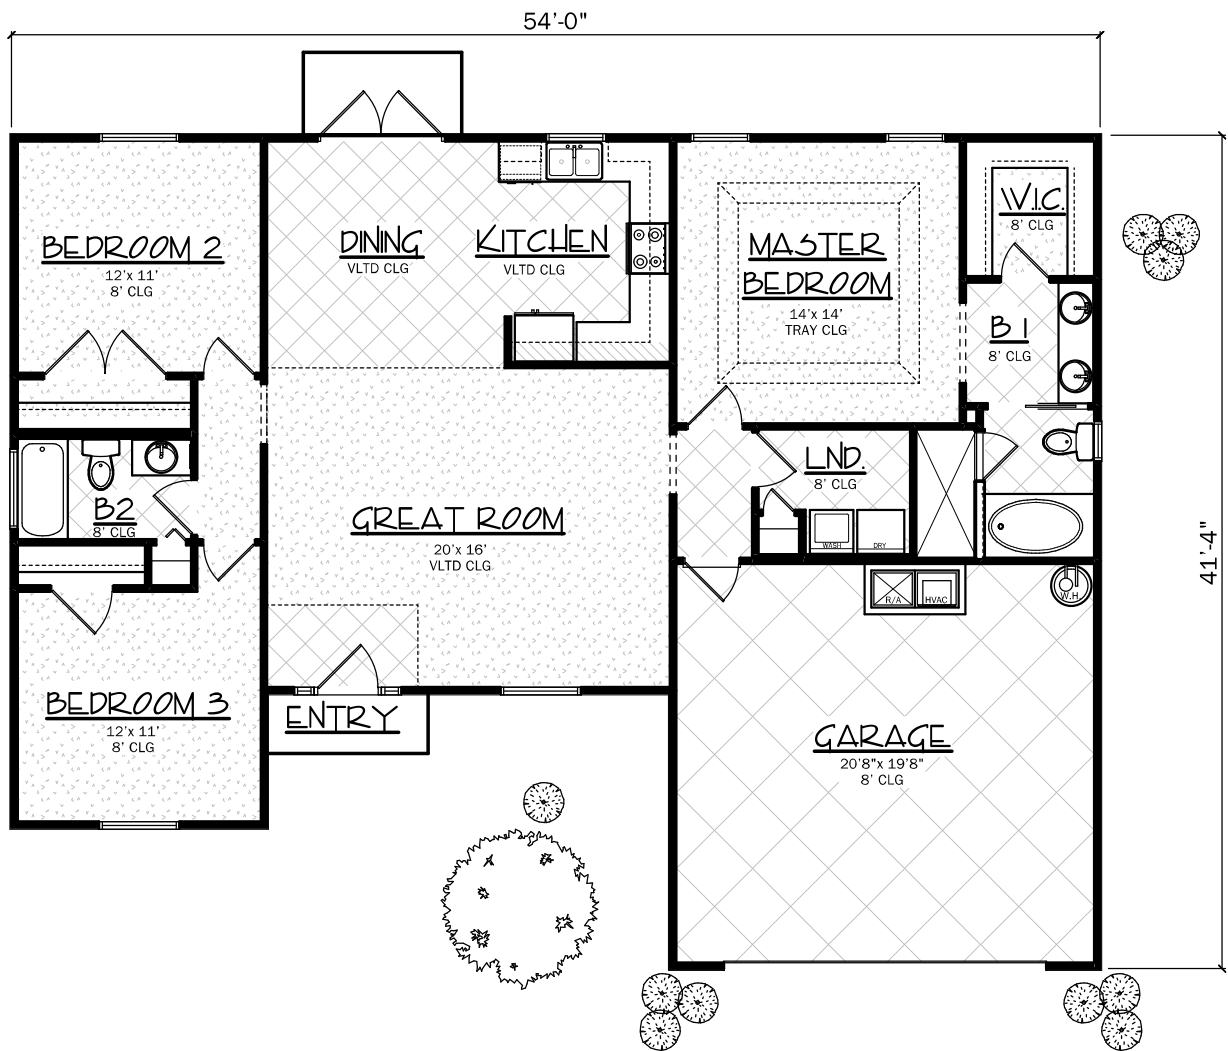 54'-0"
BEDROOM 2
12'x 11'
8' CLG
DINING
VLTD CLG
KITCHEN
VLTD CLG
MASTER
BEDROOM
14'x 14'
TRAY CLG
W.I.C.
8' CLG
B1
8' CLG
B2
8' CLG
GREAT ROOM
20'x 16'
VLTD CLG
LND.
8' CLG
WASH
DRY
41'-4"
R/A
HVAC
W.H.
BEDROOM 3
12'x 11'
8' CLG
ENTRY
GARAGE
20'8"x 19'8"
8' CLG